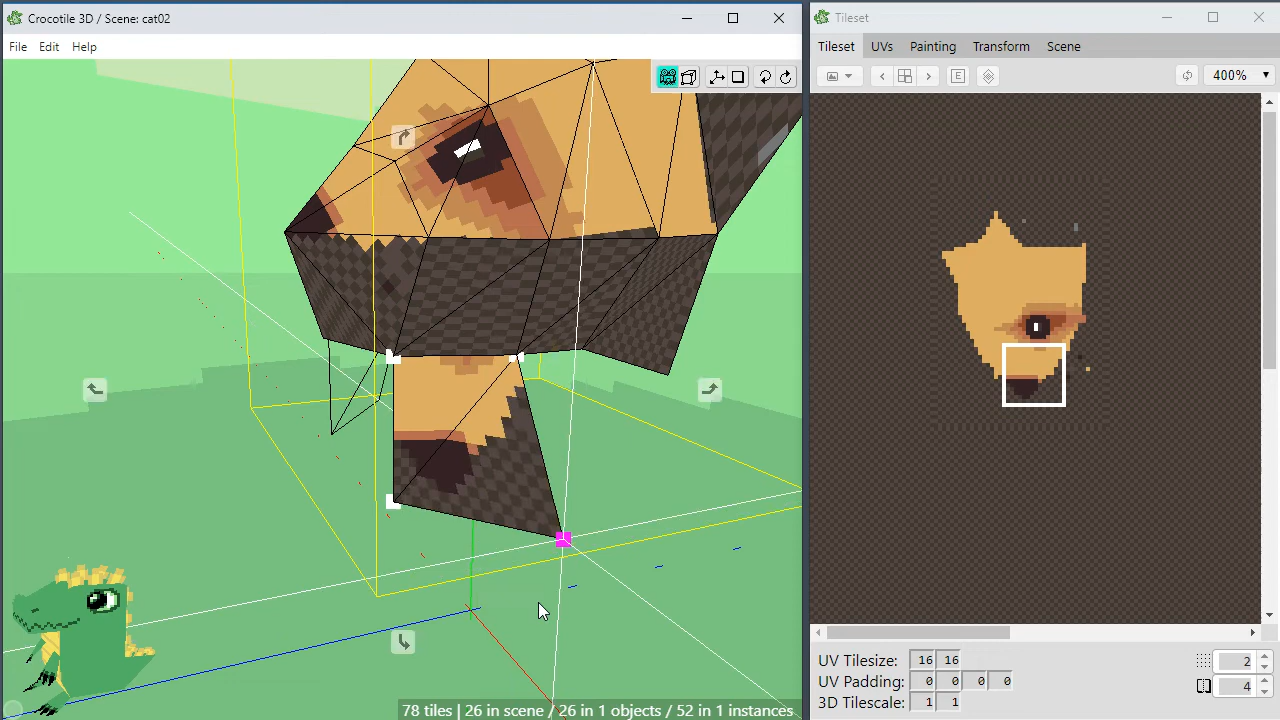 Crocotile 3D / Scene: cat02
File Edit Help
78 tiles | 26 in scene / 26 in 1 objects / 52 in 1 instances
Tileset
Tileset UVs Painting Transform Scene
E 400%
UV Tilesize: 16 16
UV Padding: 0 0 0 0
3D Tilescale: 1 1
2
4